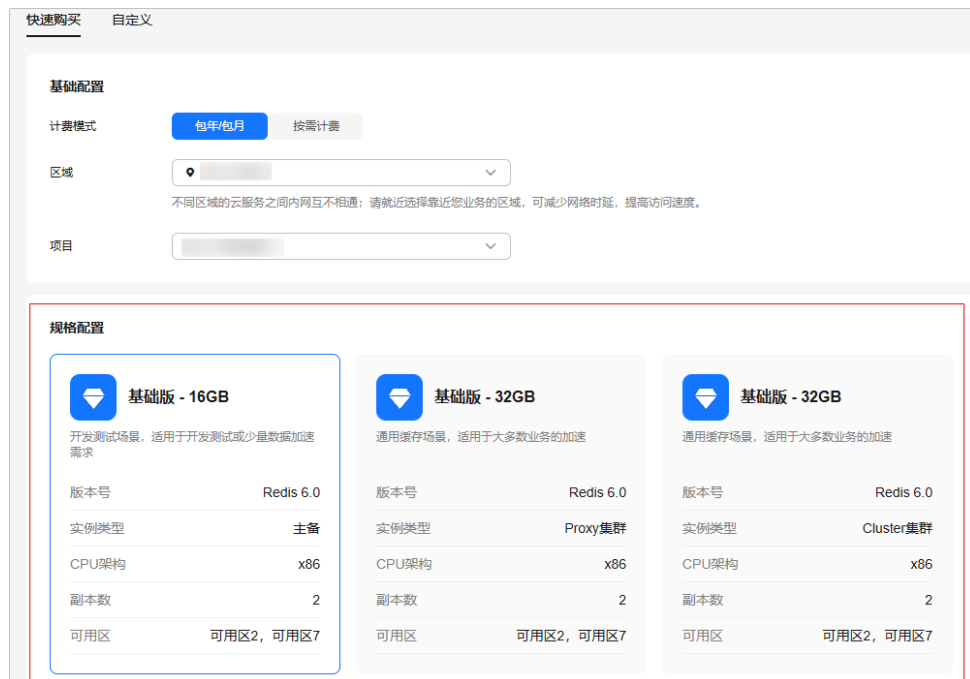 快速购买 自定义
基础配置
计费模式 包年/包月 按需计费
区域
不同区域的云服务之间内网互不相通；请就近选择靠近您业务的区域，可减少网络时延，提高访问速度。
项目
规格配置
基础版 - 16GB
开发测试场景，适用于开发测试或少量数据加速
需求
版本号 Redis 6.0
实例类型 主备
CPU架构 x86
副本数 2
可用区 可用区2，可用区7
基础版 - 32GB
通用缓存场景，适用于大多数业务的加速
版本号 Redis 6.0
实例类型 Proxy集群
CPU架构 x86
副本数 2
可用区 可用区2，可用区7
基础版 - 32GB
通用缓存场景，适用于大多数业务的加速
版本号 Redis 6.0
实例类型 Cluster集群
CPU架构 x86
副本数 2
可用区 可用区2，可用区7